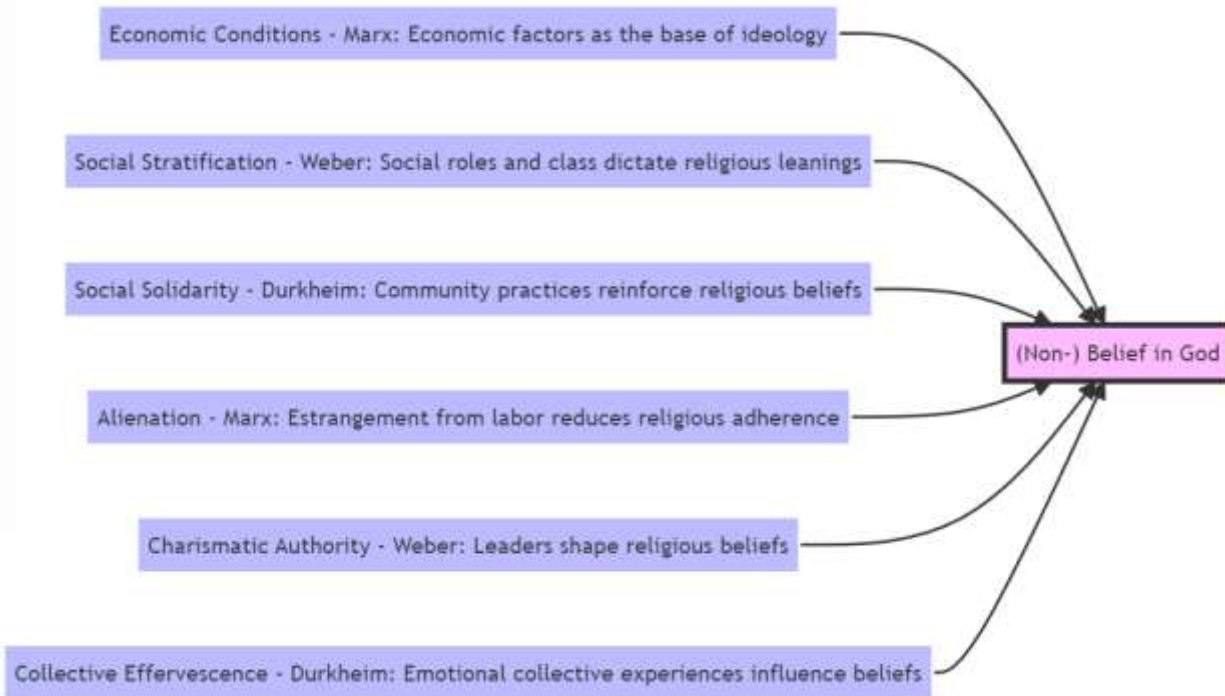 Economic Conditions - Marx: Economic factors as the base of ideology
Social Stratification - Weber: Social roles and class dictate religious leanings
Social Solidarity - Durkheim: Community practices reinforce religious beliefs
(Non-) Belief in God
Alienation - Marx: Estrangement from labor reduces religious adherence
Charismatic Authority - Weber: Leaders shape religious beliefs
Collective Effervescence - Durkheim: Emotional collective experiences influence beliefs